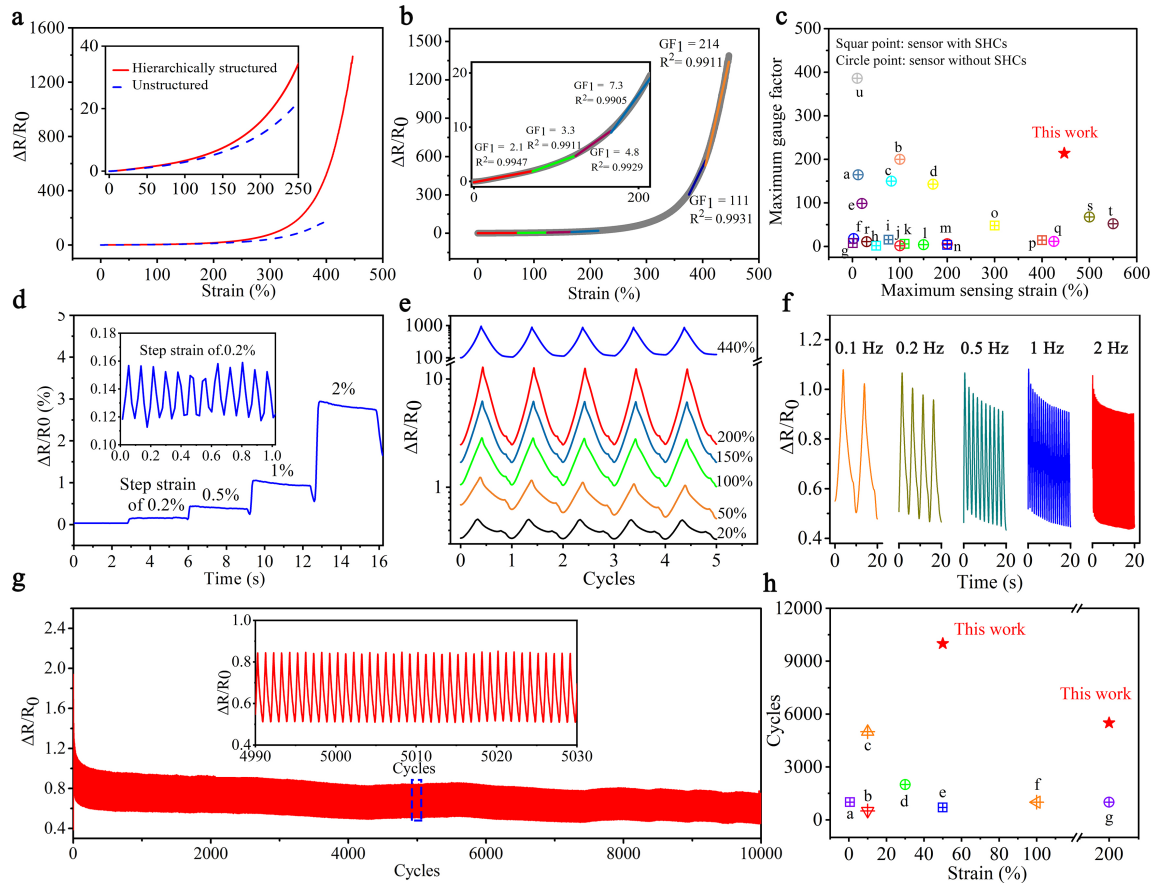 a
1600
1400
1200
1000
800
600
400
200
0
ΔR/R0
0 100 200 300 400 500
Strain (%)
40
20
0
0 50 100 150 200 250
Hierarchically structured
Unstructured
b
1500
1200
900
600
300
0
ΔR/R0
0 100 200 300 400 500
Strain (%)
GF1 = 214
R2= 0.9911
20
10
0
0 200
GF1 = 7.3
R2= 0.9905
GF1 = 3.3
R2= 0.9911
GF1 = 2.1
R2= 0.9947
GF1 = 4.8
R2= 0.9929
GF1 = 111
R2= 0.9931
c
500
400
300
200
100
0
Maximum gauge factor
0 100 200 300 400 500 600
Maximum sensing strain (%)
Squar point: sensor with SHCs
Circle point: sensor without SHCs
u
This work
b
a
c
d
e
o
s
t
f
r
h
i
j
k
l
m
n
p
q
g
d
5
4
3
2
1
0
ΔR/R0 (%)
0 2 4 6 8 10 12 14 16
Time (s)
0.18
0.16
0.14
0.12
0.10
0.0 0.2 0.4 0.6 0.8 1.0
Step strain of 0.2%
Step strain
of 0.2%
0.5%
1%
2%
e
1000
100
10
1
ΔR/R0
ΔR/R0
0 1 2 3 4 5
Cycles
440%
200%
150%
100%
50%
20%
f
1.2
1.0
0.8
0.6
0.4
ΔR/R0
0.1 Hz 0.2 Hz 0.5 Hz 1 Hz 2 Hz
0 20 0 20 0 20 0 20 0 20
Time (s)
g
2.4
2.0
1.6
1.2
0.8
0.4
ΔR/R0
0 2000 4000 6000 8000 10000
Cycles
1.0
0.8
0.6
0.4
ΔR/R0
4990 5000 5010 5020 5030
Cycles
h
12000
9000
6000
3000
0
Cycles
0 20 40 60 80 100 200
Strain (%)
This work
This work
c
a
b
d
e
f
g